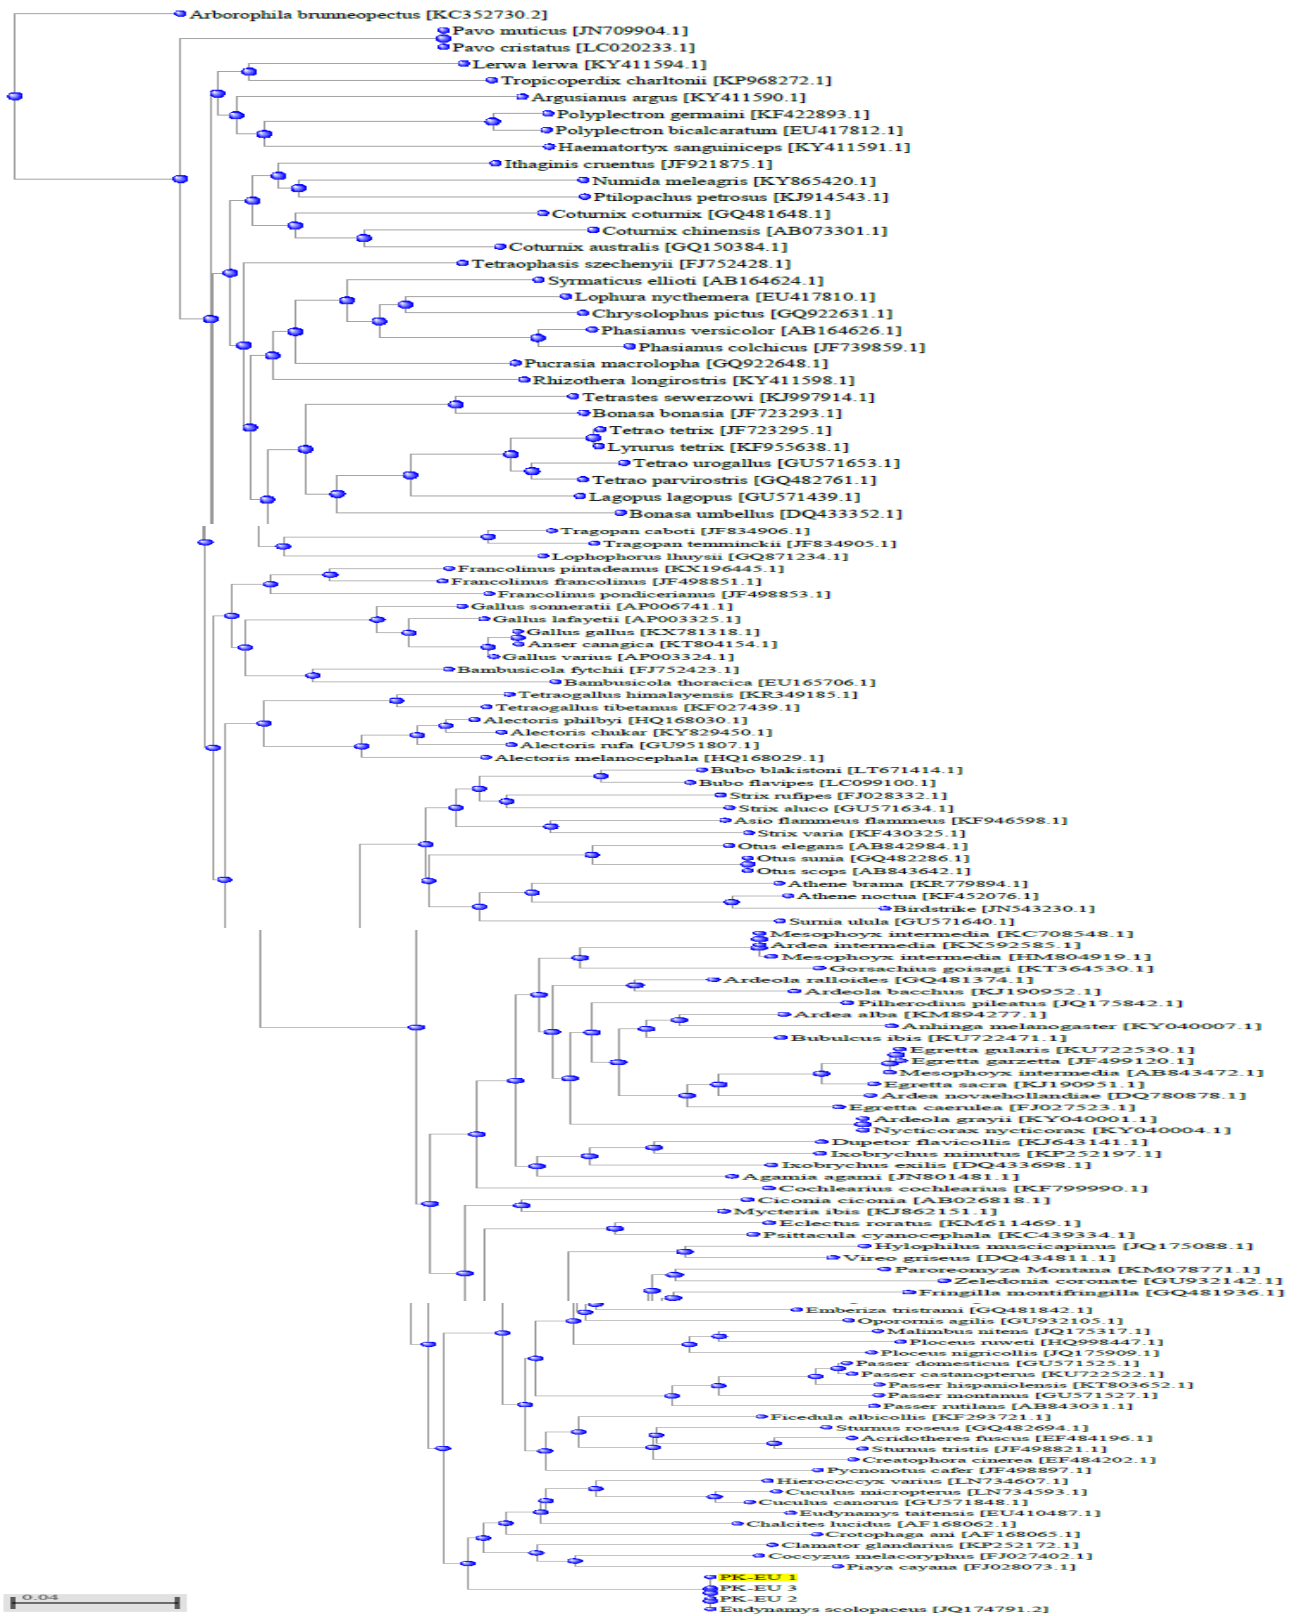 Arborophila brunneopectus [KC352730.2]
Pavo muticus [JN709904.1]
Pavo cristatus [LC020233.1]
Lerwa lerwa [KY411594.1]
Tropicoperdix charltonii [KP968272.1]
Argusianus argus [KY411590.1]
Polyplectron germaini [KF422893.1]
Polyplectron bicalcaratum [EU417812.1]
Haematortyx sanguiniceps [KY411591.1]
Ithaginis cruentus [JF921875.1]
Numida meleagris [KY865420.1]
Ptilopachus petrosus [KJ914543.1]
Coturnix coturnix [GQ481648.1]
Coturnix chinensis [AB073301.1]
Coturnix australis [GQ150384.1]
Tetraophasis szechenyii [FJ752428.1]
Syrmaticus ellioti [AB164624.1]
Lophura nycthemera [EU417810.1]
Chrysolophus pictus [GQ922631.1]
Phasianus versicolor [AB164626.1]
Phasianus colchicus [JF739859.1]
Pucrasia macrolopha [GQ922648.1]
Rhizothera longirostris [KY411598.1]
Tetrastes sewerzowi [KJ997914.1]
Bonasa bonasia [JF723293.1]
Tetrao tetrix [JF723295.1]
Lyrurus tetrix [KF955638.1]
Tetrao urogallus [GU571653.1]
Tetrao parvirostris [GQ482761.1]
Lagopus lagopus [GU571439.1]
Bonasa umbellus [DQ433352.1]
Tragopan caboti [JF834906.1]
Tragopan temminckii [JF834905.1]
Lophophorus lhuysii [GQ871234.1]
Francolinus pintadeanus [KX196445.1]
Francolinus francolinus [JF498851.1]
Francolinus pondicerianus [JF498853.1]
Gallus sonneratii [AP006741.1]
Gallus lafayetii [AP003325.1]
Gallus gallus [KX781318.1]
Anser canagica [KT804154.1]
Gallus varius [AP003324.1]
Bambusicola fytchii [FJ752423.1]
Bambusicola thoracica [EU165706.1]
Tetraogallus himalayensis [KR349185.1]
Tetraogallus tibetanus [KF027439.1]
Alectoris philbyi [HQ168030.1]
Alectoris chukar [KY829450.1]
Alectoris rufa [GU951807.1]
Alectoris melanocephala [HQ168029.1]
Bubo blakistoni [LT671414.1]
Bubo flavipes [LC099100.1]
Strix rufipes [FJ028332.1]
Strix aluco [GU571634.1]
Asio flammeus flammeus [KF946598.1]
Strix varia [KF430325.1]
Otus elegans [AB842984.1]
Otus sunia [GQ482286.1]
Otus scops [AB843642.1]
Athene brama [KR779894.1]
Athene noctua [KF452076.1]
Birdstrike [JN543230.1]
Surnia ulula [GU571640.1]
Mesophoyx intermedia [KC708548.1]
Ardea intermedia [KX592585.1]
Mesophoyx intermedia [HM804919.1]
Gorsachius goisagi [KT364530.1]
Ardeola ralloides [GQ481374.1]
Ardeola bacchus [KJ190952.1]
Pilherodius pileatus [JQ175842.1]
Ardea alba [KM894277.1]
Anhinga melanogaster [KY040007.1]
Bubulcus ibis [KU722471.1]
Egretta gularis [KU722530.1]
Egretta garzetta [JF499120.1]
Mesophoyx intermedia [AB843472.1]
Egretta sacra [KJ190951.1]
Ardea novaehollandiae [DQ780878.1]
Egretta caerulea [FJ027523.1]
Ardeola grayii [KY040001.1]
Nycticorax nycticorax [KY040004.1]
Dupetor flavicollis [KJ643141.1]
Ixobrychus minutus [KP252197.1]
Ixobrychus exilis [DQ433698.1]
Agamia agami [JN801481.1]
Cochlearius cochlearius [KF799990.1]
Ciconia ciconia [AB026818.1]
Mycteria ibis [KJ862151.1]
Eclectus roratus [KM611469.1]
Psittacula cyanocephala [KC439334.1]
Hylophilus muscicapinus [JQ175088.1]
Vireo griseus [DQ434811.1]
Paroreomyza Montana [KM078771.1]
Zeledonia coronate [GU932142.1]
Fringilla montifringilla [GQ481936.1]
Emberiza tristrami [GQ481842.1]
Oporornis agilis [GU932105.1]
Malimbus nitens [JQ175317.1]
Ploceus ruweti [HQ998447.1]
Ploceus nigricollis [JQ175909.1]
Passer domesticus [GU571525.1]
Passer castanopterus [KU722522.1]
Passer hispaniolensis [KT803652.1]
Passer montanus [GU571527.1]
Passer rutilans [AB843031.1]
Ficedula albicollis [KF293721.1]
Sturnus roseus [GQ482694.1]
Acridotheres fuscus [EF484196.1]
Sturnus tristis [JF498821.1]
Creatophora cinerea [EF484202.1]
Pycnonotus cafer [JF498897.1]
Hierococcyx varius [LN734607.1]
Cuculus micropterus [LN734593.1]
Cuculus canorus [GU571848.1]
Eudynamys taitensis [EU410487.1]
Chalcites lucidus [AF168062.1]
Crotophaga ani [AF168065.1]
Clamator glandarius [KP252172.1]
Coccyzus melacoryphus [FJ027402.1]
Piaya cayana [FJ028073.1]
PK-EU 1
PK-EU 3
PK-EU 2
Eudynamys scolopaceus [JQ174791.2]
0.04